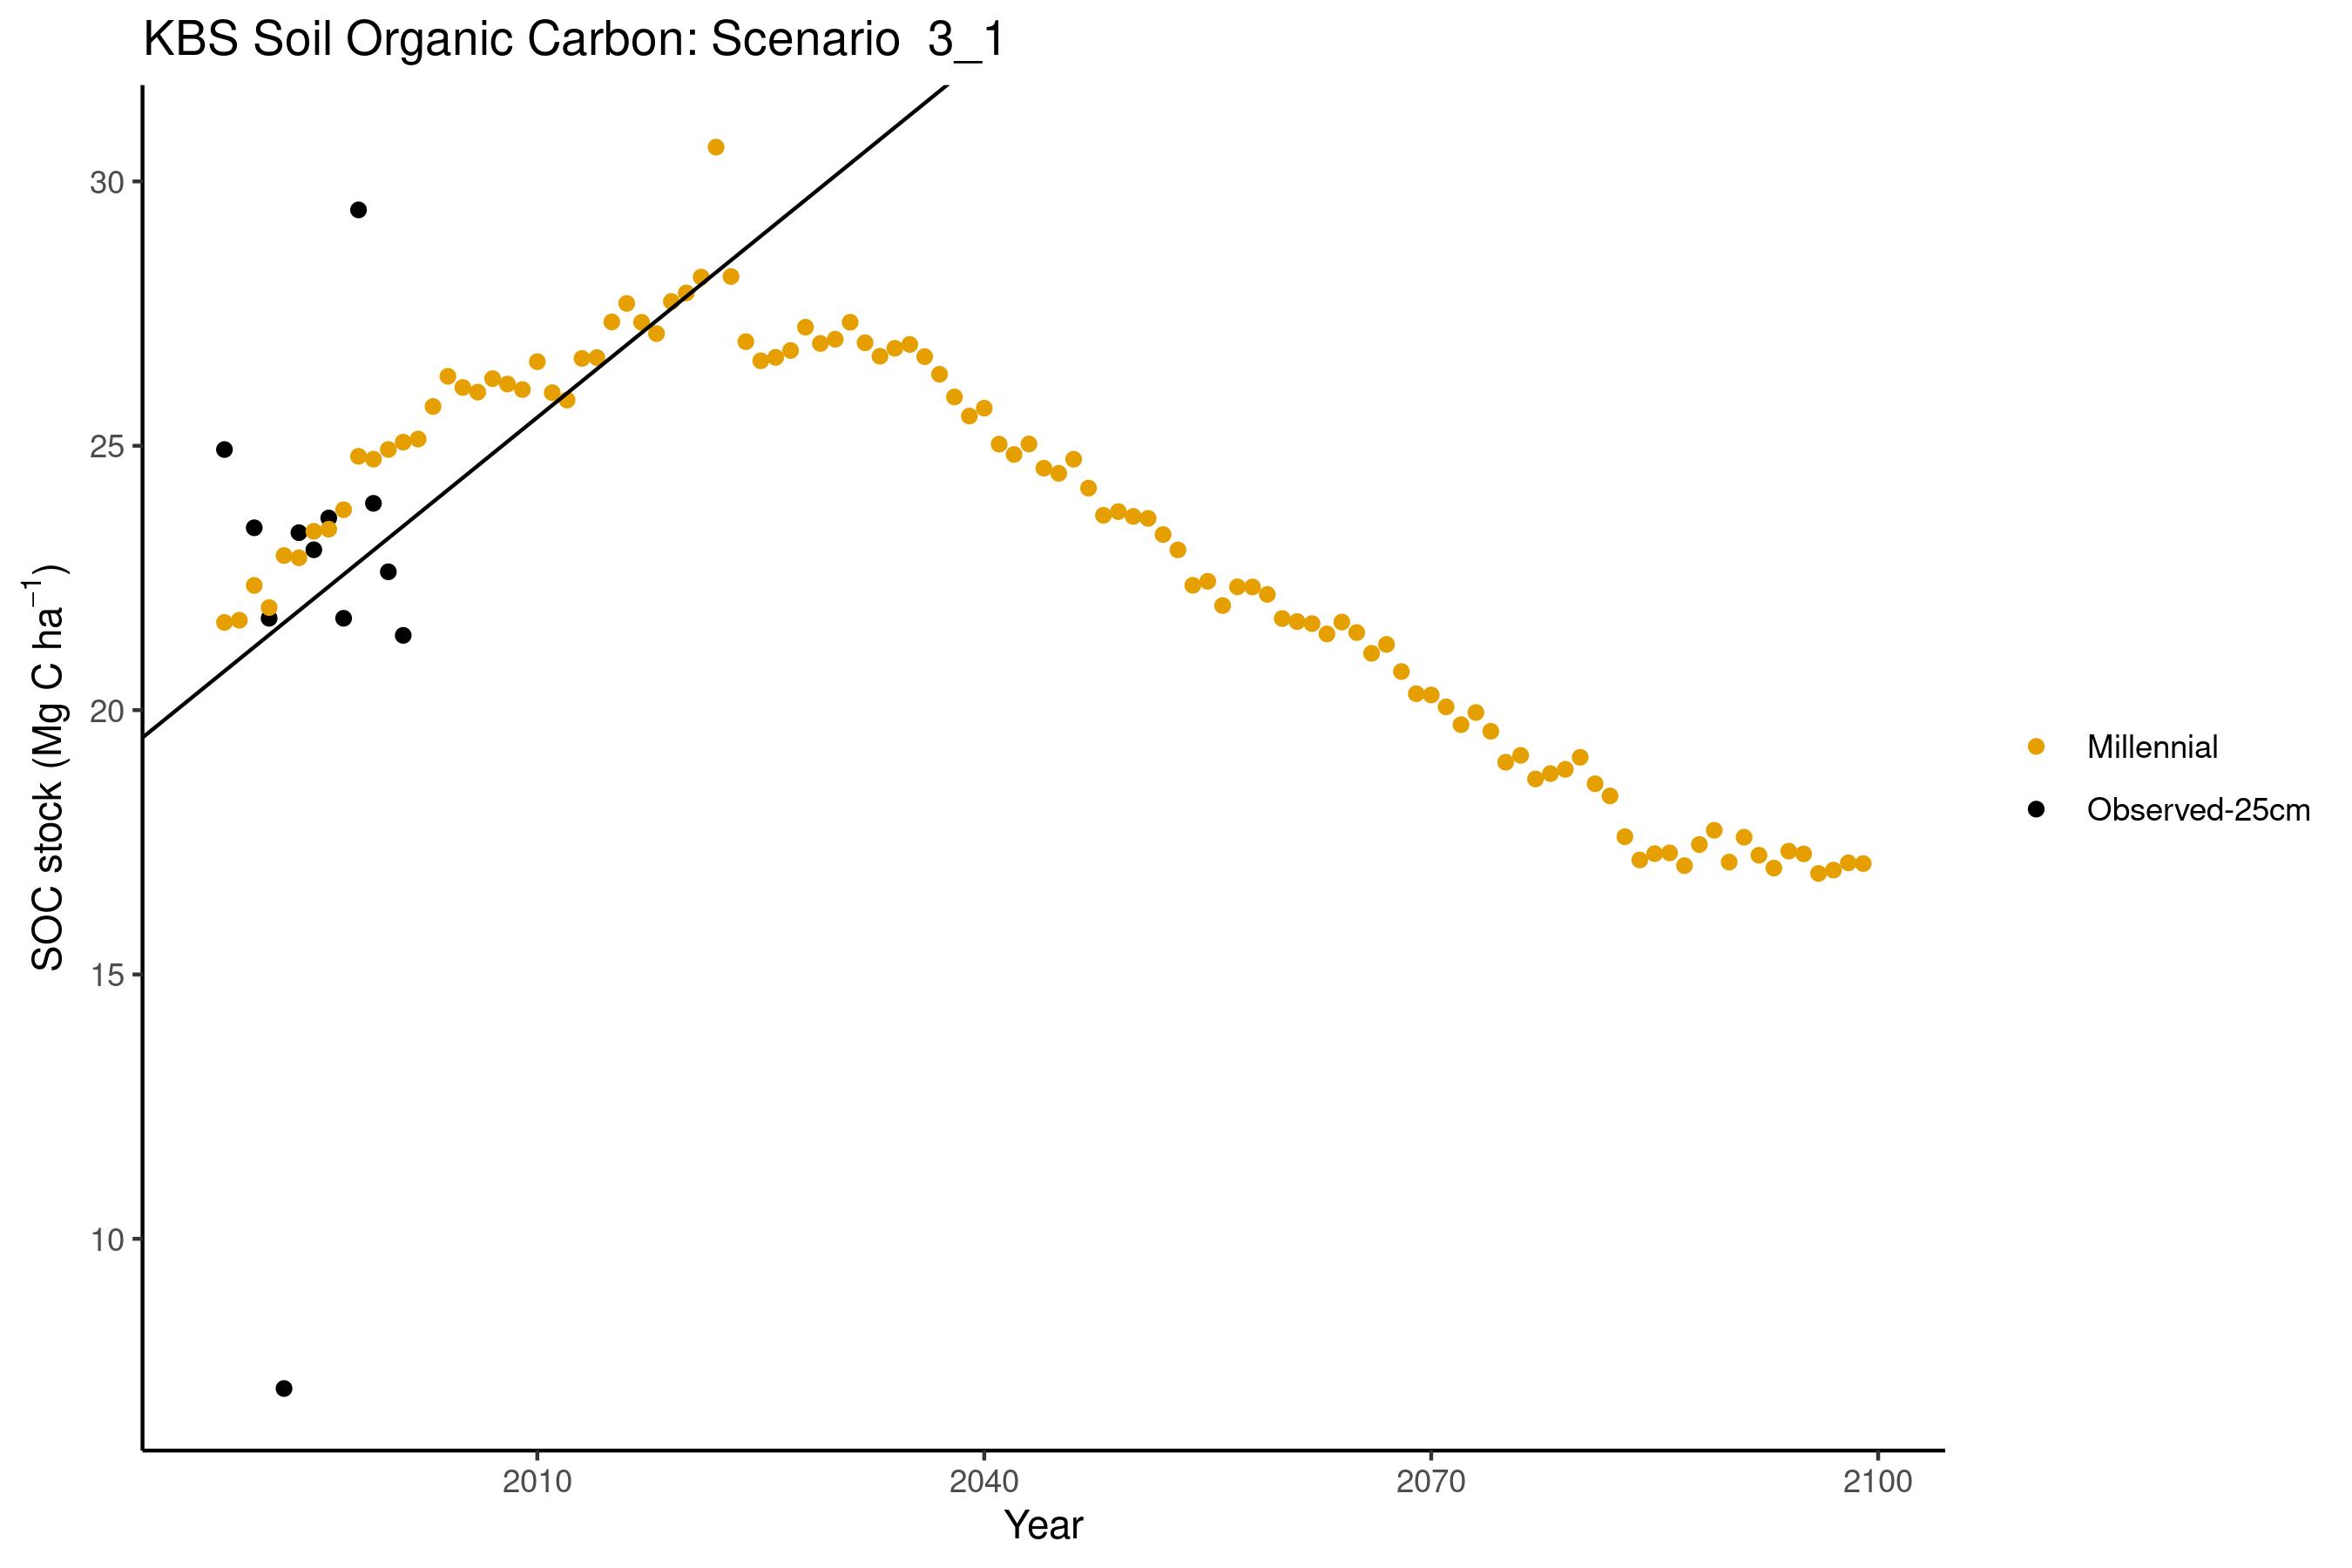 KBS Soil Organic Carbon: Scenario  3_1
SOC stock (Mg C ha⁻¹)
30
25
20
15
10
2010
2040
2070
2100
Year
Millennial
Observed-25cm